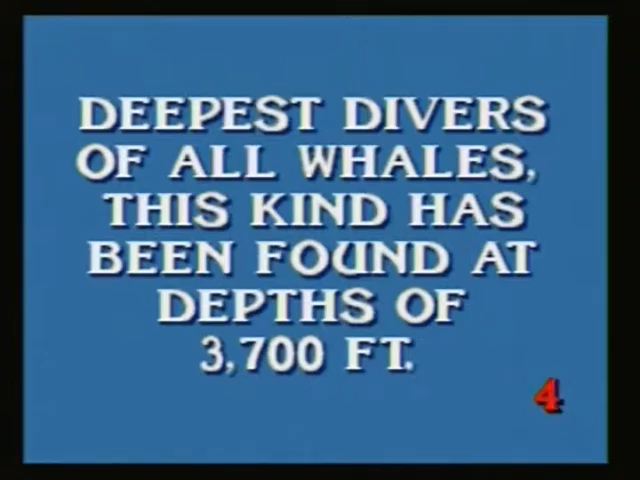 DEEPEST DIVERS
OF ALL WHALES,
THIS KIND HAS
BEEN FOUND AT
DEPTHS OF
3,700 FT.
4